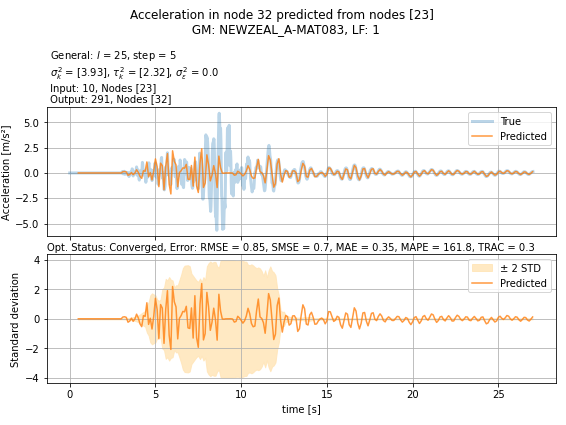 Acceleration in node 32 predicted from nodes [23]
GM: NEWZEAL_A-MAT083, LF: 1
General: l = 25, step = 5
σ²ₖ = [3.93], τ²ₖ = [2.32], σ²ε = 0.0
Input: 10, Nodes [23]
Output: 291, Nodes [32]
Acceleration [m/s²]
5.0
2.5
0.0
−2.5
−5.0
True
Predicted
Opt. Status: Converged, Error: RMSE = 0.85, SMSE = 0.7, MAE = 0.35, MAPE = 161.8, TRAC = 0.3
Standard deviation
4
2
0
−2
−4
± 2 STD
Predicted
0 5 10 15 20 25
time [s]